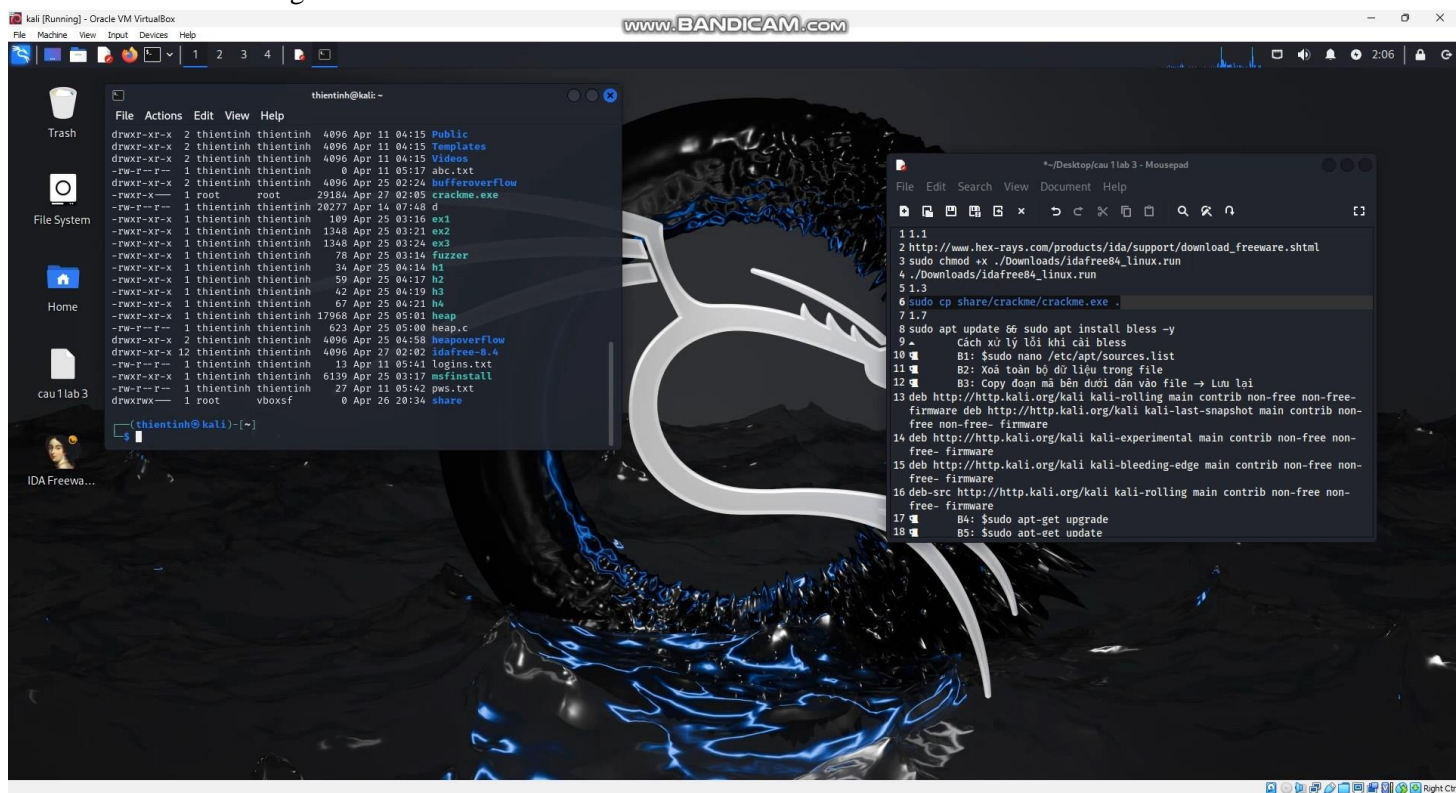 kali [Running] - Oracle VM VirtualBox
WWW.BANDICAM.COM
File Machine View Input Devices Help
1 2 3 4
2:06
Trash
File System
Home
cau 1 lab 3
IDA Freewa...
thientinh@kali: ~
File Actions Edit View Help
drwxr-xr-x 2 thientinh thientinh 4096 Apr 11 04:15 Public
drwxr-xr-x 2 thientinh thientinh 4096 Apr 11 04:15 Templates
drwxr-xr-x 2 thientinh thientinh 4096 Apr 11 04:15 Videos
-rw-r--r-- 1 thientinh thientinh 0 Apr 11 05:17 abc.txt
drwxr-xr-x 2 thientinh thientinh 4096 Apr 25 02:24 bufferoverflow
-rwxr-x--- 1 root root 29184 Apr 27 02:05 crackme.exe
-rw-r--r-- 1 thientinh thientinh 20277 Apr 14 07:48 d
-rwxr-xr-x 1 thientinh thientinh 109 Apr 25 03:16 ex1
-rwxr-xr-x 1 thientinh thientinh 1348 Apr 25 03:21 ex2
-rwxr-xr-x 1 thientinh thientinh 1348 Apr 25 03:24 ex3
-rwxr-xr-x 1 thientinh thientinh 78 Apr 25 03:14 fuzzer
-rwxr-xr-x 1 thientinh thientinh 34 Apr 25 04:14 h1
-rwxr-xr-x 1 thientinh thientinh 59 Apr 25 04:17 h2
-rwxr-xr-x 1 thientinh thientinh 42 Apr 25 04:19 h3
-rwxr-xr-x 1 thientinh thientinh 67 Apr 25 04:21 h4
-rwxr-xr-x 1 thientinh thientinh 17968 Apr 25 05:01 heap
-rw-r--r-- 1 thientinh thientinh 623 Apr 25 05:00 heap.c
drwxr-xr-x 2 thientinh thientinh 4096 Apr 25 04:58 heapoverflow
drwxr-xr-x 12 thientinh thientinh 4096 Apr 27 02:02 idafree-8.4
-rw-r--r-- 1 thientinh thientinh 13 Apr 11 05:41 logins.txt
-rwxr-xr-x 1 thientinh thientinh 6139 Apr 25 03:17 msfinstall
-rw-r--r-- 1 thientinh thientinh 27 Apr 11 05:42 pws.txt
drwxrwx--- 1 root vboxsf 0 Apr 26 20:34 share
(thientinh㉿kali)-[~]
$
*~/Desktop/cau 1 lab 3 - Mousepad
File Edit Search View Document Help
1 1.1
2 http://www.hex-rays.com/products/ida/support/download_freeware.shtml
3 sudo chmod +x ./Downloads/idafree84_linux.run
4 ./Downloads/idafree84_linux.run
5 1.3
6 sudo cp share/crackme/crackme.exe .
7 1.7
8 sudo apt update && sudo apt install bless –y
9 Cách xử lý lỗi khi cài bless
10 B1: $sudo nano /etc/apt/sources.list
11 B2: Xoá toàn bộ dữ liệu trong file
12 B3: Copy đoạn mã bên dưới dán vào file → Lưu lại
13 deb http://http.kali.org/kali kali-rolling main contrib non-free non-free-
firmware deb http://http.kali.org/kali kali-last-snapshot main contrib non-
free non-free- firmware
14 deb http://http.kali.org/kali kali-experimental main contrib non-free non-
free- firmware
15 deb http://http.kali.org/kali kali-bleeding-edge main contrib non-free non-
free- firmware
16 deb-src http://http.kali.org/kali kali-rolling main contrib non-free non-
free- firmware
17 B4: $sudo apt-get upgrade
18 B5: $sudo apt-get update